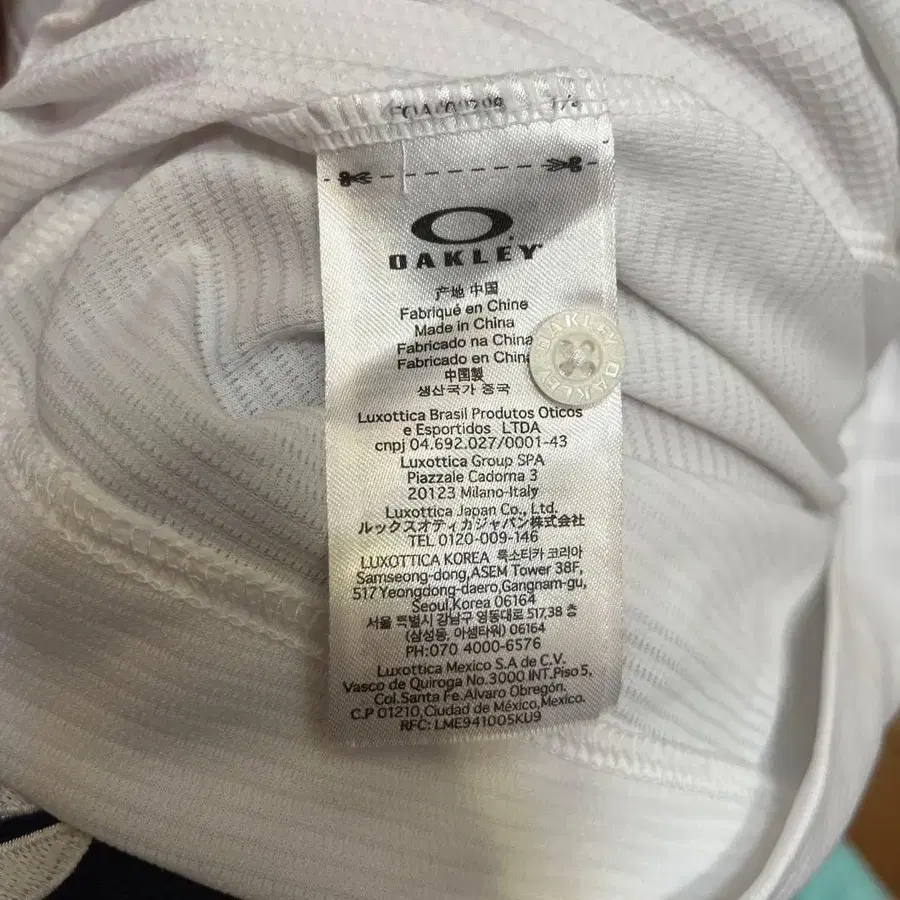 OAKLEY
产地 中国
Fabriqué en Chine
Made in China
Fabricado na China
Fabricado en China
中国製
생산국가 중국
OAKLEY OAKLEY
Luxottica Brasil Produtos Oticos
e Esportidos LTDA
cnpj 04.692.027/0001-43
Luxottica Group SPA
Piazzale Cadorna 3
20123 Milano-Italy
Luxottica Japan Co., Ltd.
ルックスオティカジャパン株式会社
TEL 0120-009-146
LUXOTTICA KOREA 룩소티카 코리아
Samseong-dong,ASEM Tower 38F,
517 Yeongdong-daero,Gangnam-gu,
Seoul,Korea 06164
서울 특별시 강남구 영동대로 517,38 층
(삼성동, 아셈타워) 06164
PH:070 4000-6576
Luxottica Mexico S.A de C.V.
Vasco de Quiroga No.3000 INT.Piso 5,
Col.Santa Fe.Alvaro Obregón.
C.P 01210,Ciudad de México,Mexico.
RFC: LME941005KU9